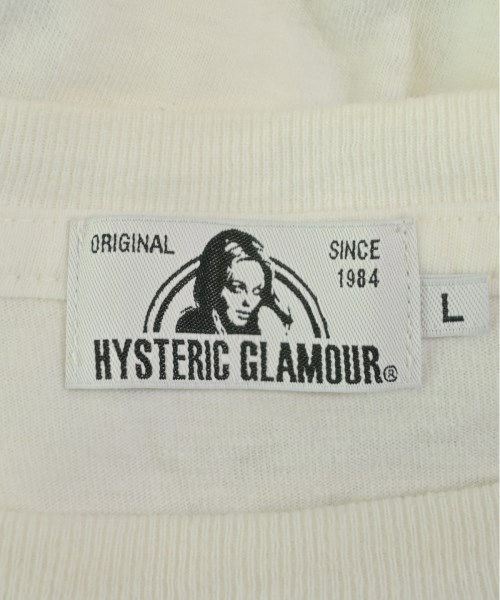 ORIGINAL
SINCE
1984
L
HYSTERIC GLAMOUR®